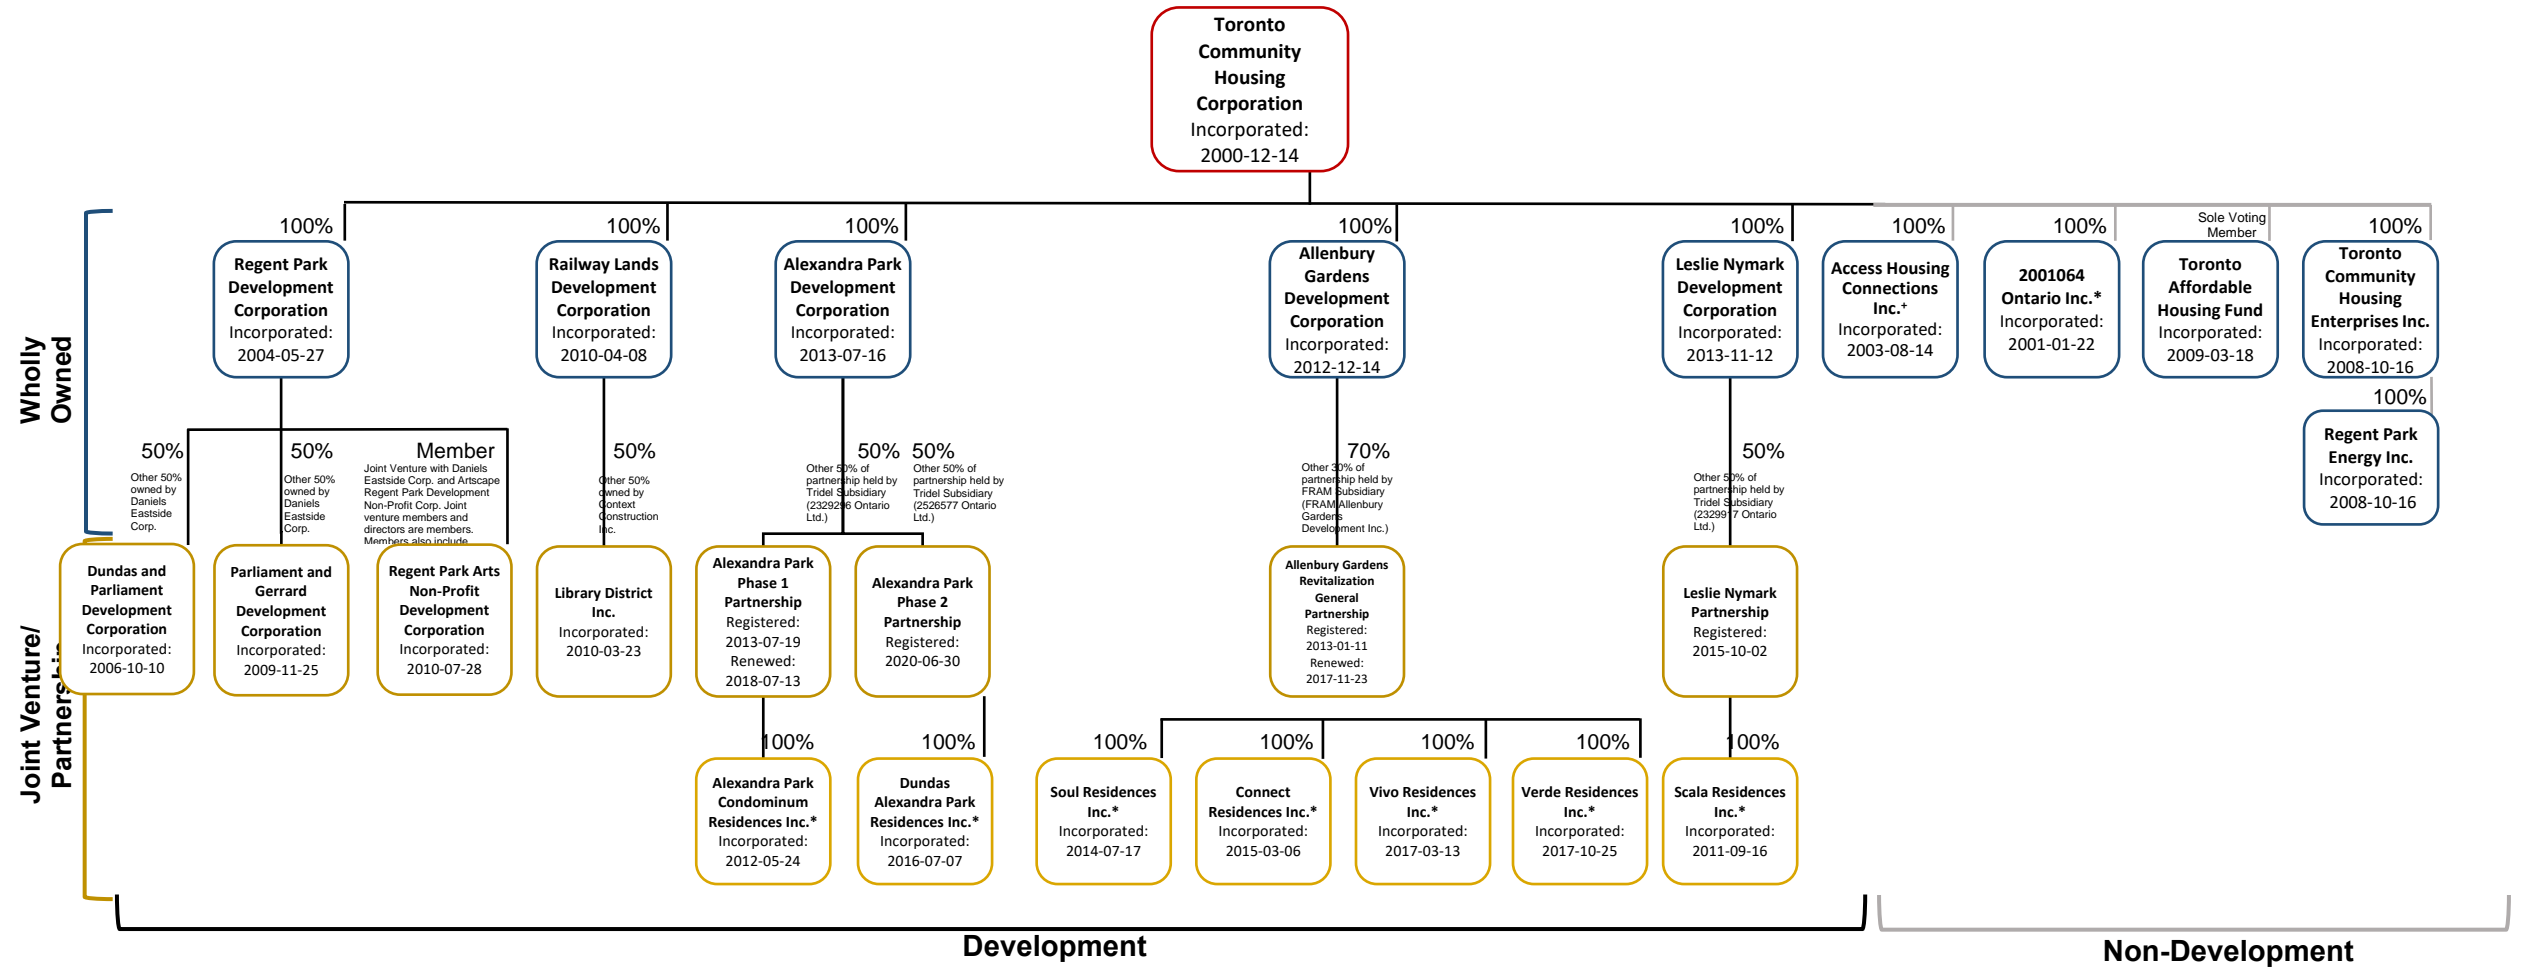 Toronto
Community
Housing
Corporation
Incorporated:
2000-12-14
100%
100%
100%
100%
100%
100%
100%
Sole Voting
Member
100%
Regent Park
Development
Corporation
Incorporated:
2004-05-27
Railway Lands
Development
Corporation
Incorporated:
2010-04-08
Alexandra Park
Development
Corporation
Incorporated:
2013-07-16
Allenbury
Gardens
Development
Corporation
Incorporated:
2012-12-14
Leslie Nymark
Development
Corporation
Incorporated:
2013-11-12
Access Housing
Connections
Inc.+
Incorporated:
2003-08-14
2001064
Ontario Inc.*
Incorporated:
2001-01-22
Toronto
Affordable
Housing Fund
Incorporated:
2009-03-18
Toronto
Community
Housing
Enterprises Inc.
Incorporated:
2008-10-16
100%
Regent Park
Energy Inc.
Incorporated:
2008-10-16
Wholly
Owned
50%
Other 50%
owned by
Daniels
Eastside
Corp.
50%
Other 50%
owned by
Daniels
Eastside
Corp.
Member
Joint Venture with Daniels
Eastside Corp. and Artscape
Regent Park Development
Non-Profit Corp. Joint
venture members and
directors are members.
Members also include
50%
Other 50%
owned by
Context
Construction
Inc.
50%
Other 50% of
partnership held by
Tridel Subsidiary
(2329296 Ontario
Ltd.)
50%
Other 50% of
partnership held by
Tridel Subsidiary
(2526577 Ontario
Ltd.)
70%
Other 30% of
partnership held by
FRAM Subsidiary
(FRAM Allenbury
Gardens
Development Inc.)
50%
Other 50% of
partnership held by
Tridel Subsidiary
(2329917 Ontario
Ltd.)
Joint Venture/
Partnership
Dundas and
Parliament
Development
Corporation
Incorporated:
2006-10-10
Parliament and
Gerrard
Development
Corporation
Incorporated:
2009-11-25
Regent Park Arts
Non-Profit
Development
Corporation
Incorporated:
2010-07-28
Library District
Inc.
Incorporated:
2010-03-23
Alexandra Park
Phase 1
Partnership
Registered:
2013-07-19
Renewed:
2018-07-13
Alexandra Park
Phase 2
Partnership
Registered:
2020-06-30
Allenbury Gardens
Revitalization
General
Partnership
Registered:
2013-01-11
Renewed:
2017-11-23
Leslie Nymark
Partnership
Registered:
2015-10-02
100%
100%
100%
100%
100%
100%
100%
Alexandra Park
Condominum
Residences Inc.*
Incorporated:
2012-05-24
Dundas
Alexandra Park
Residences Inc.*
Incorporated:
2016-07-07
Soul Residences
Inc.*
Incorporated:
2014-07-17
Connect
Residences Inc.*
Incorporated:
2015-03-06
Vivo Residences
Inc.*
Incorporated:
2017-03-13
Verde Residences
Inc.*
Incorporated:
2017-10-25
Scala Residences
Inc.*
Incorporated:
2011-09-16
Development
Non-Development